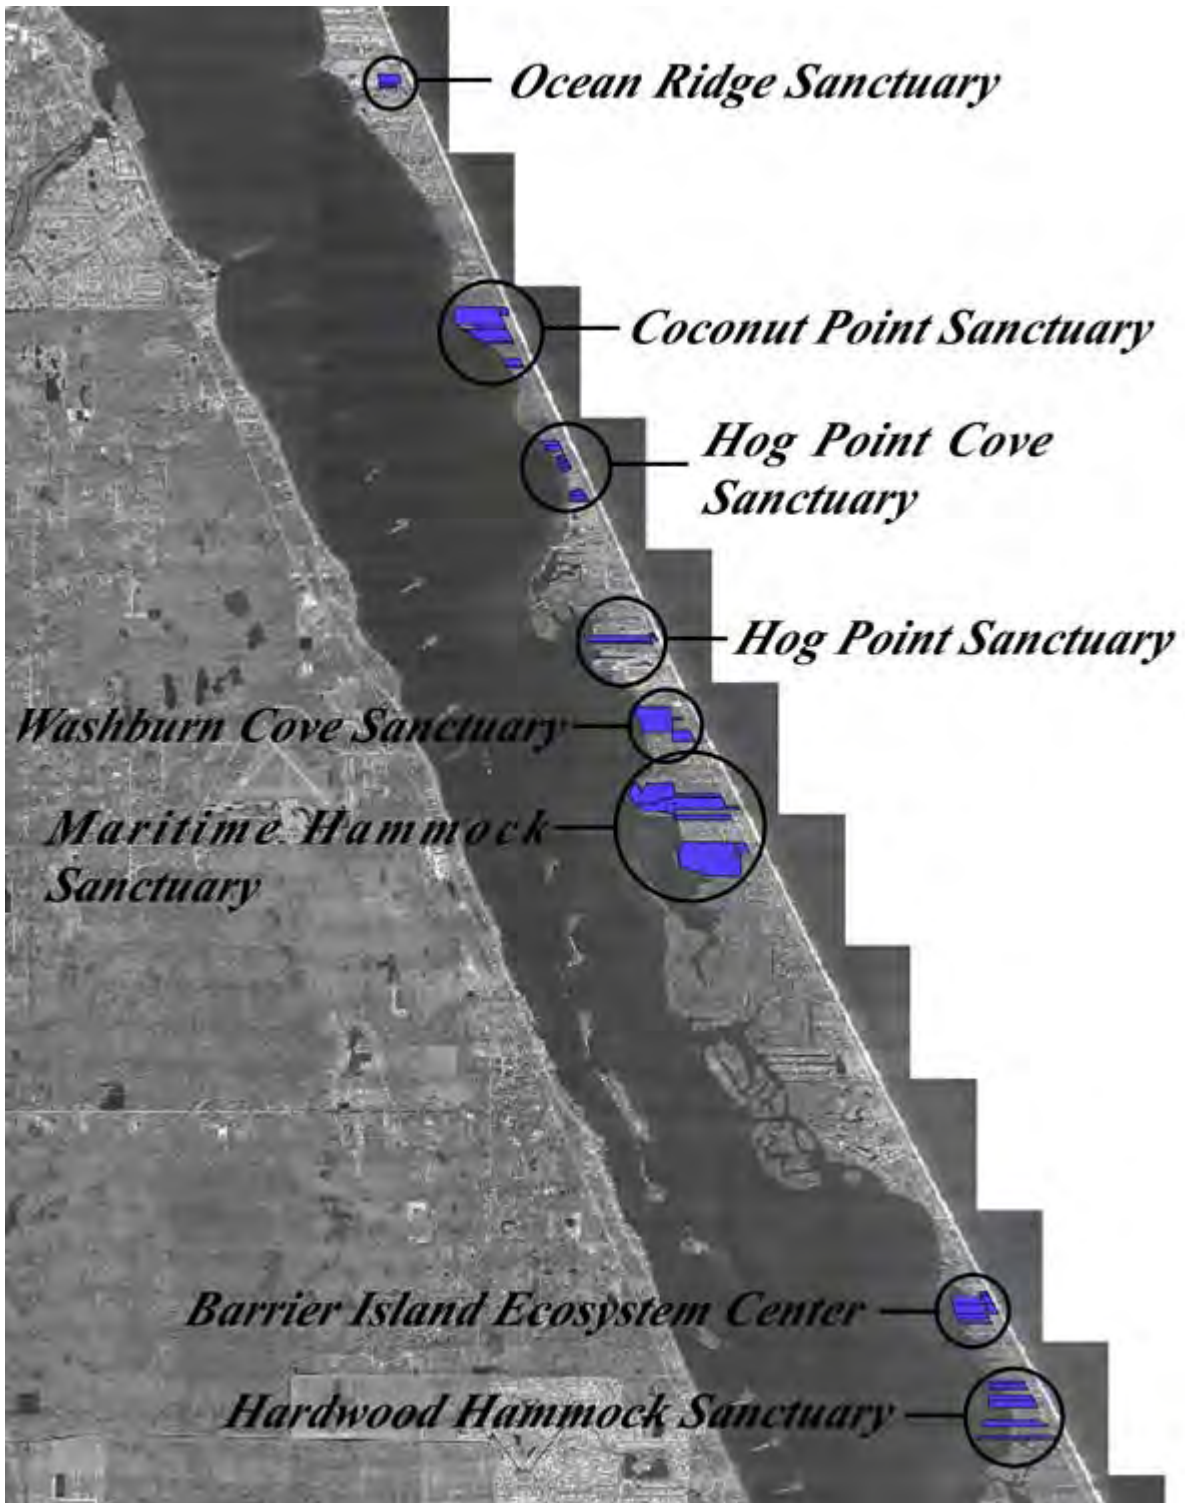 Ocean Ridge Sanctuary
Coconut Point Sanctuary
Hog Point Cove
Sanctuary
Hog Point Sanctuary
Washburn Cove Sanctuary
Maritime Hammock
Sanctuary
Barrier Island Ecosystem Center
Hardwood Hammock Sanctuary